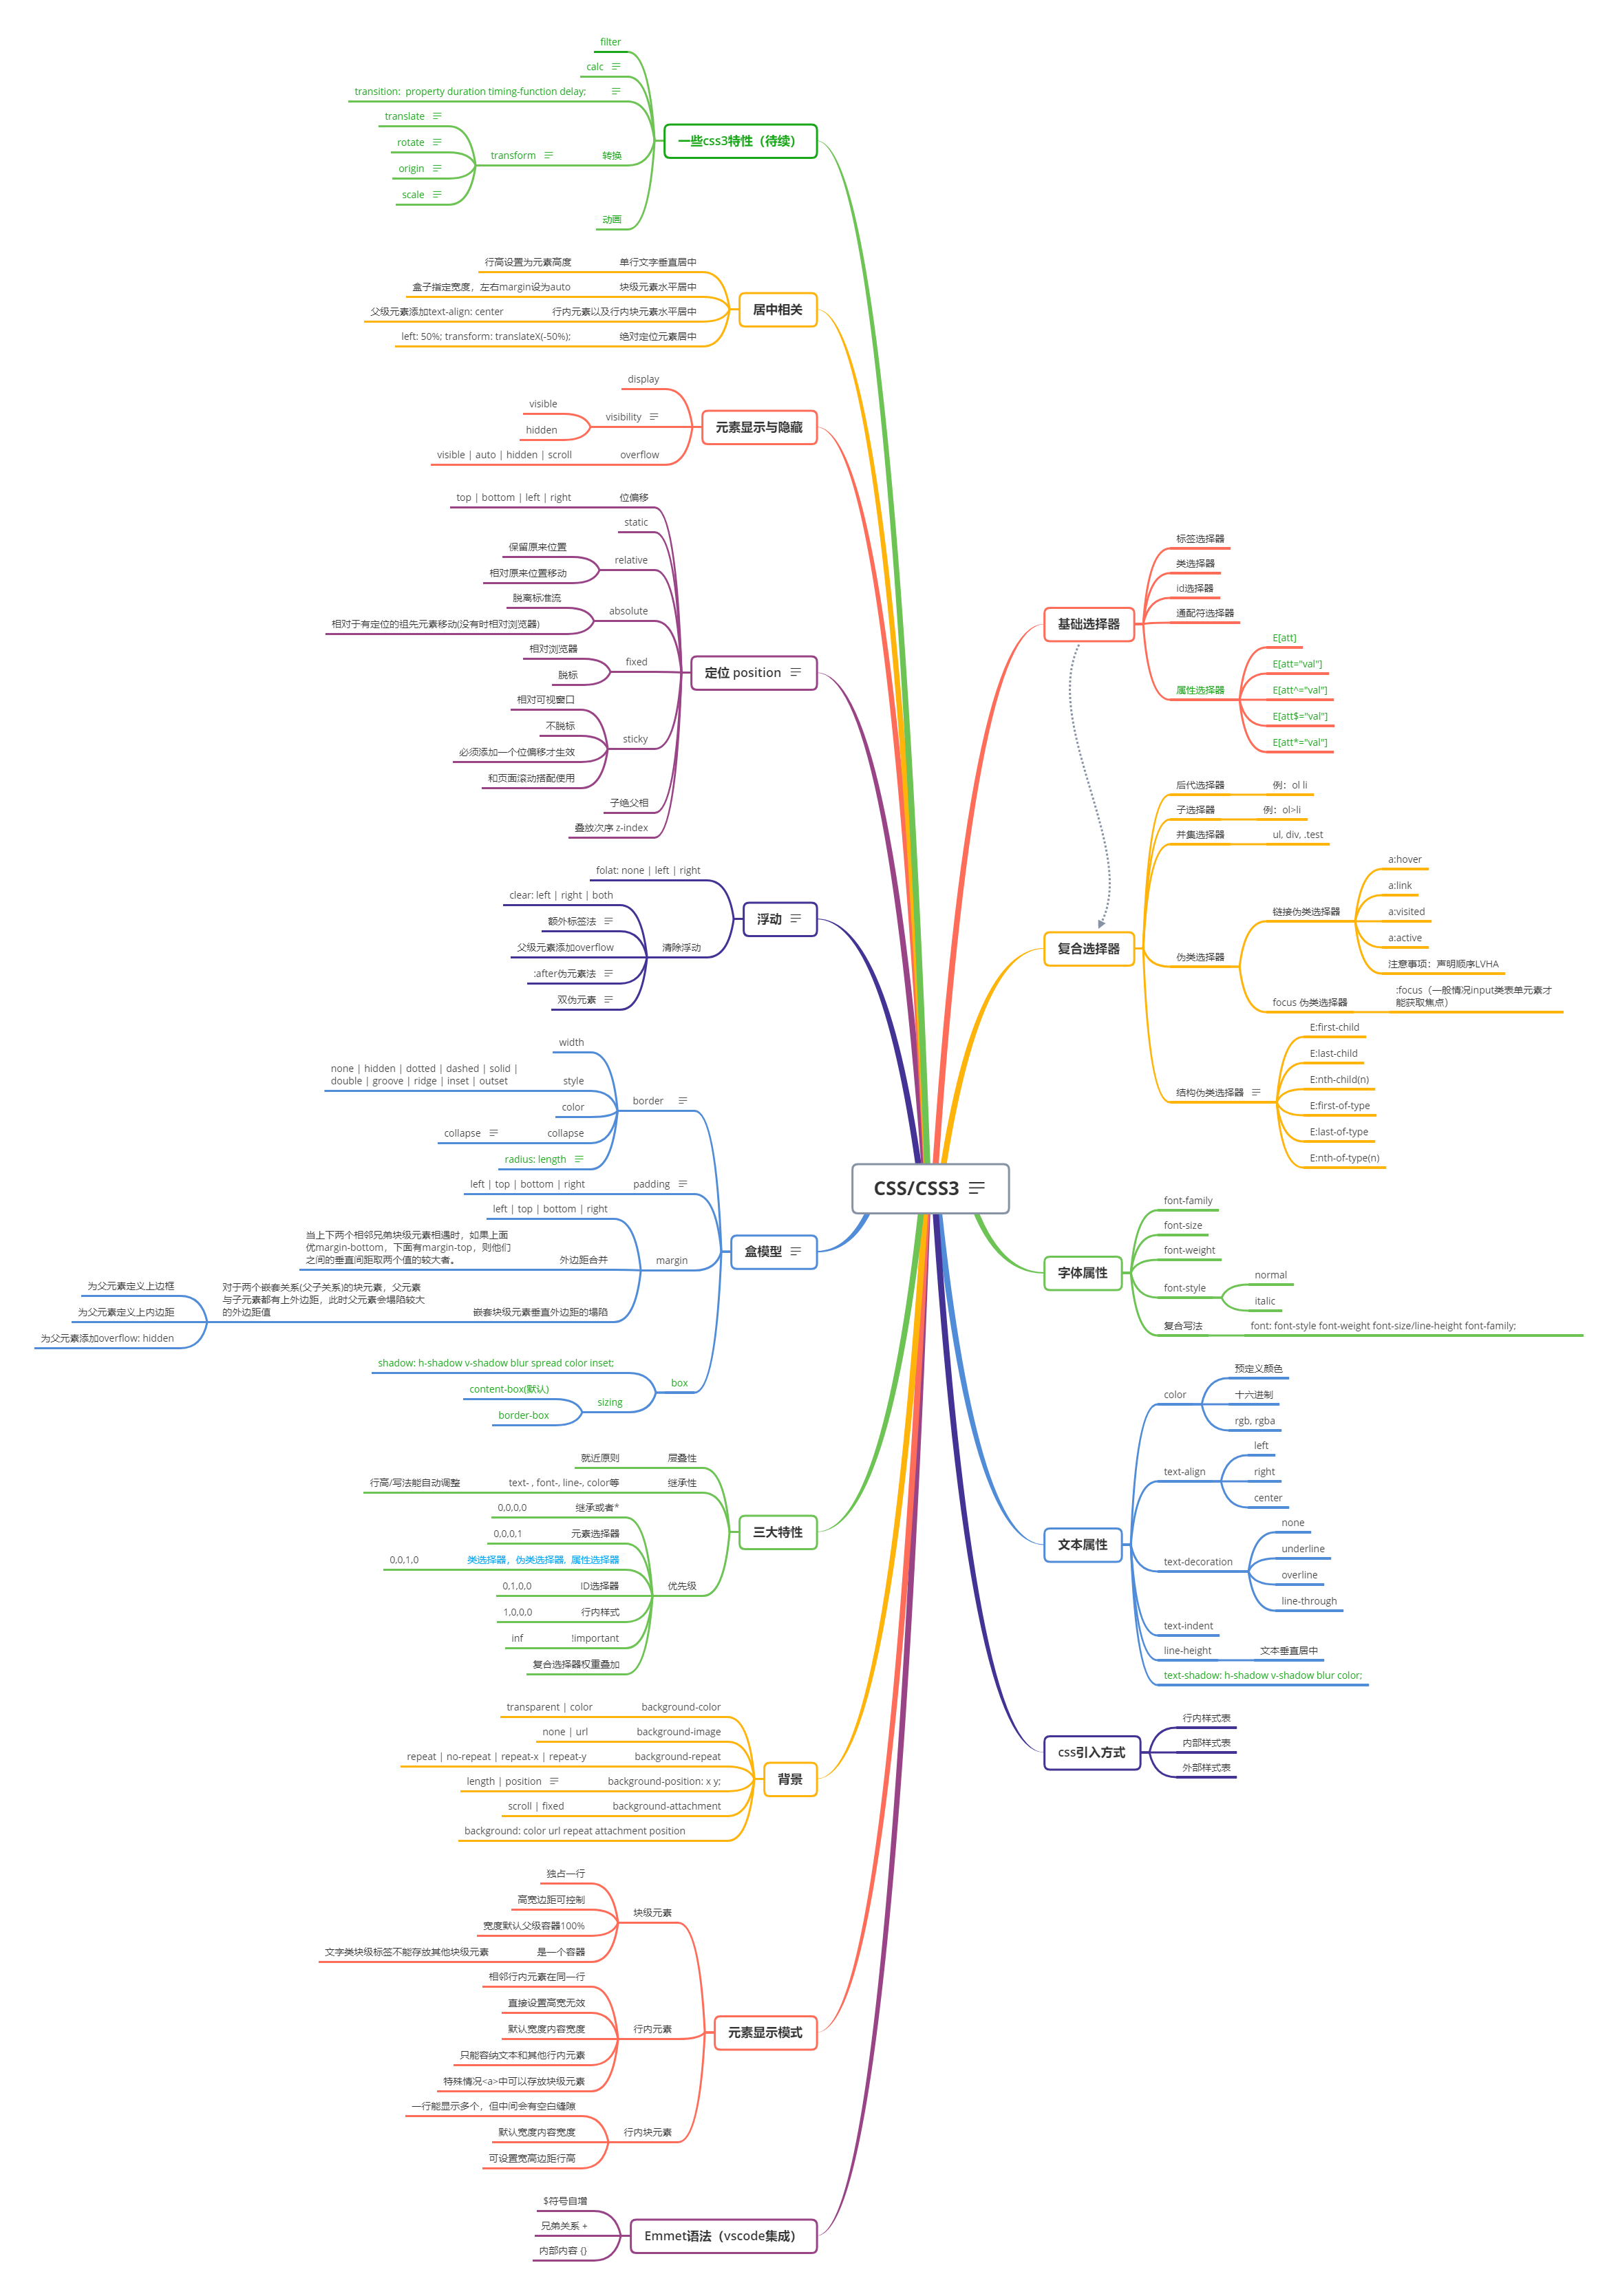 CSS/CSS3
基础选择器
标签选择器
类选择器
id选择器
通配符选择器
属性选择器
E[att]
E[att="val"]
E[att^="val"]
E[att$="val"]
E[att*="val"]
复合选择器
后代选择器
例：ol li
子选择器
例：ol>li
并集选择器
ul, div, .test
伪类选择器
链接伪类选择器
a:hover
a:link
a:visited
a:active
注意事项：声明顺序LVHA
focus 伪类选择器
:focus（一般情况input类表单元素才
能获取焦点）
结构伪类选择器
E:first-child
E:last-child
E:nth-child(n)
E:first-of-type
E:last-of-type
E:nth-of-type(n)
字体属性
font-family
font-size
font-weight
font-style
normal
italic
复合写法
font: font-style font-weight font-size/line-height font-family;
文本属性
color
预定义颜色
十六进制
rgb, rgba
text-align
left
right
center
text-decoration
none
underline
overline
line-through
text-indent
line-height
文本垂直居中
text-shadow: h-shadow v-shadow blur color;
css引入方式
行内样式表
内部样式表
外部样式表
一些css3特性（待续）
filter
calc
transition: property duration timing-function delay;
转换
transform
translate
rotate
origin
scale
动画
居中相关
单行文字垂直居中
行高设置为元素高度
块级元素水平居中
盒子指定宽度，左右margin设为auto
行内元素以及行内块元素水平居中
父级元素添加text-align: center
绝对定位元素居中
left: 50%; transform: translateX(-50%);
元素显示与隐藏
display
visibility
visible
hidden
overflow
visible | auto | hidden | scroll
定位 position
位偏移
top | bottom | left | right
static
relative
保留原来位置
相对原来位置移动
absolute
脱离标准流
相对于有定位的祖先元素移动(没有时相对浏览器)
fixed
相对浏览器
脱标
sticky
相对可视窗口
不脱标
必须添加一个位偏移才生效
和页面滚动搭配使用
子绝父相
叠放次序 z-index
浮动
folat: none | left | right
清除浮动
clear: left | right | both
额外标签法
父级元素添加overflow
:after伪元素法
双伪元素
盒模型
border
width
style
none | hidden | dotted | dashed | solid |
double | groove | ridge | inset | outset
color
collapse
collapse
radius: length
padding
left | top | bottom | right
margin
left | top | bottom | right
外边距合并
当上下两个相邻兄弟块级元素相遇时，如果上面
优margin-bottom，下面有margin-top，则他们
之间的垂直间距取两个值的较大者。
嵌套块级元素垂直外边距的塌陷
对于两个嵌套关系(父子关系)的块元素，父元素
与子元素都有上外边距，此时父元素会塌陷较大
的外边距值
为父元素定义上边框
为父元素定义上内边距
为父元素添加overflow: hidden
box
shadow: h-shadow v-shadow blur spread color inset;
sizing
content-box(默认)
border-box
三大特性
层叠性
就近原则
继承性
text- , font-, line-, color等
行高/写法能自动调整
优先级
继承或者*
0,0,0,0
元素选择器
0,0,0,1
类选择器，伪类选择器, 属性选择器
0,0,1,0
ID选择器
0,1,0,0
行内样式
1,0,0,0
!important
inf
复合选择器权重叠加
背景
background-color
transparent | color
background-image
none | url
background-repeat
repeat | no-repeat | repeat-x | repeat-y
background-position: x y;
length | position
background-attachment
scroll | fixed
background: color url repeat attachment position
元素显示模式
块级元素
独占一行
高宽边距可控制
宽度默认父级容器100%
是一个容器
文字类块级标签不能存放其他块级元素
行内元素
相邻行内元素在同一行
直接设置高宽无效
默认宽度内容宽度
只能容纳文本和其他行内元素
特殊情况<a>中可以存放块级元素
行内块元素
一行能显示多个，但中间会有空白缝隙
默认宽度内容宽度
可设置宽高边距行高
Emmet语法（vscode集成）
$符号自增
兄弟关系 +
内部内容 {}